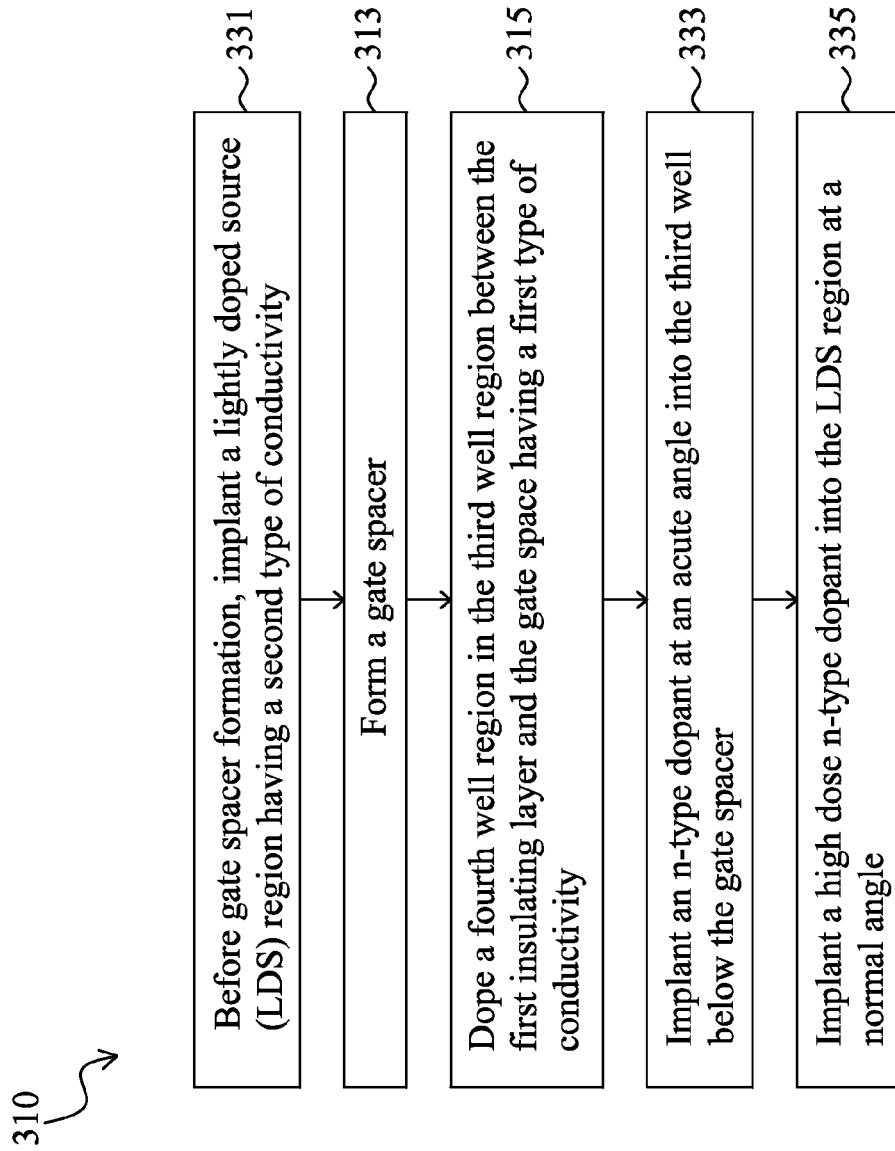 310
Before gate spacer formation, implant a lightly doped source
(LDS) region having a second type of conductivity
331
Form a gate spacer
313
Dope a fourth well region in the third well region between the
first insulating layer and the gate space having a first type of
conductivity
315
Implant an n-type dopant at an acute angle into the third well
below the gate spacer
333
Implant a high dose n-type dopant into the LDS region at a
normal angle
335